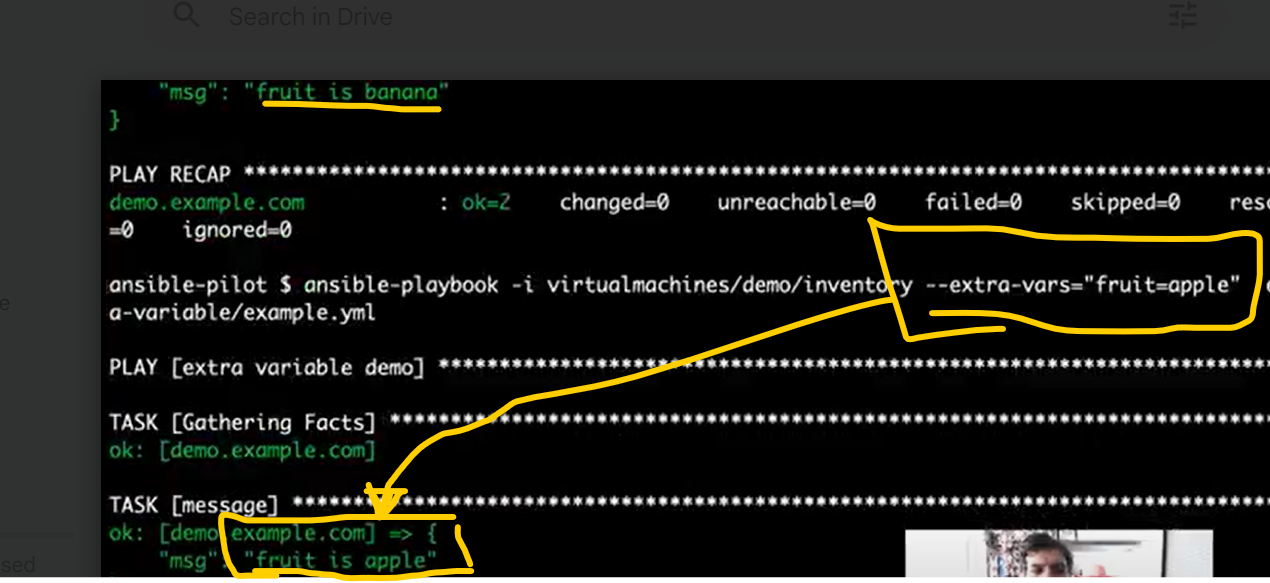 Search in Drive
"msg": "fruit is banana"
}
PLAY RECAP ****************************************************************************************
demo.example.com : ok=2 changed=0 unreachable=0 failed=0 skipped=0 resc
=0 ignored=0
ansible-pilot $ ansible-playbook -i virtualmachines/demo/inventory --extra-vars="fruit=apple"
a-variable/example.yml
PLAY [extra variable demo] ************************************************************************
TASK [Gathering Facts] ****************************************************************************
ok: [demo.example.com]
TASK [message] ************************************************************************************
ok: [demo.example.com] => {
"msg": "fruit is apple"
sed